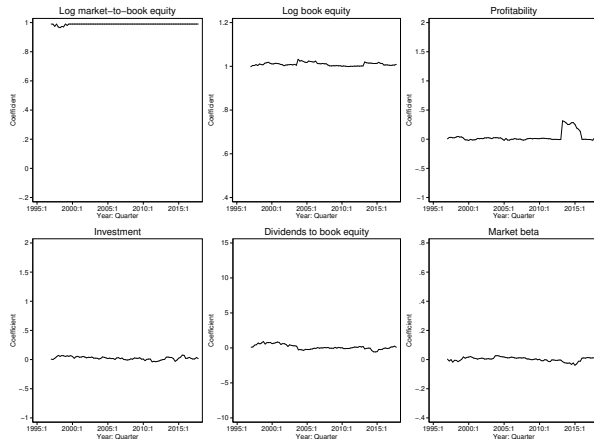 Log market−to−book equity
Coefficient
1
.8
.6
.4
.2
0
−.2
1995:1 2000:1 2005:1 2010:1 2015:1
Year: Quarter
Log book equity
Coefficient
1.2
1
.8
.6
.4
1995:1 2000:1 2005:1 2010:1 2015:1
Year: Quarter
Profitability
Coefficient
2
1.5
1
.5
0
−.5
−1
1995:1 2000:1 2005:1 2010:1 2015:1
Year: Quarter
Investment
Coefficient
2
1.5
1
.5
0
−.5
−1
1995:1 2000:1 2005:1 2010:1 2015:1
Year: Quarter
Dividends to book equity
Coefficient
15
10
5
0
−5
−10
1995:1 2000:1 2005:1 2010:1 2015:1
Year: Quarter
Market beta
Coefficient
.8
.6
.4
.2
0
−.2
−.4
1995:1 2000:1 2005:1 2010:1 2015:1
Year: Quarter